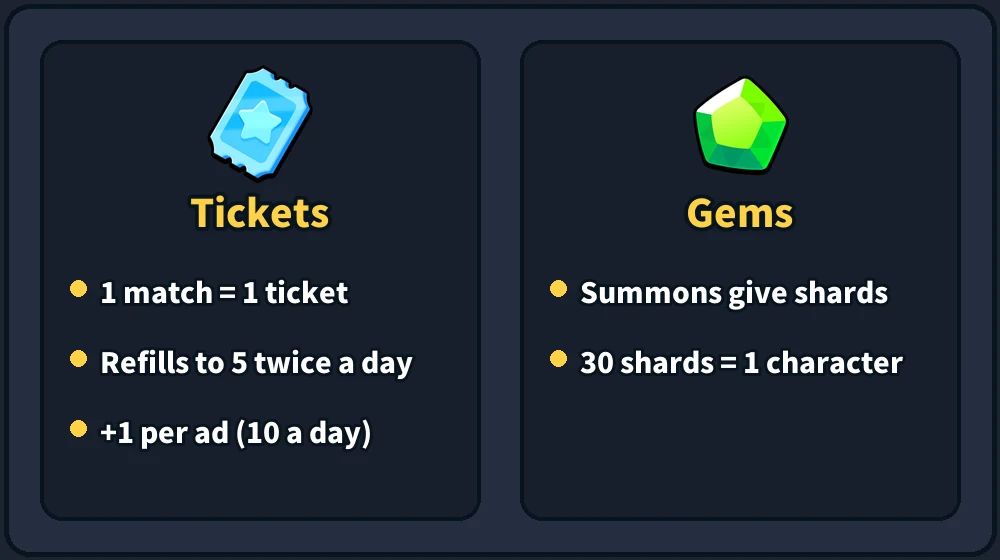 Tickets
1 match = 1 ticket
Refills to 5 twice a day
+1 per ad (10 a day)
Gems
Summons give shards
30 shards = 1 character